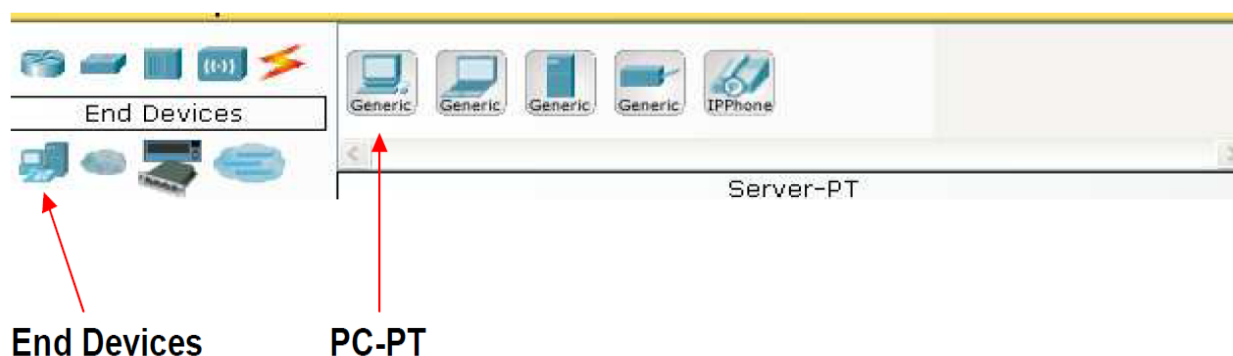 Generic Generic Generic Generic IPPhone
End Devices
Server-PT
End Devices PC-PT